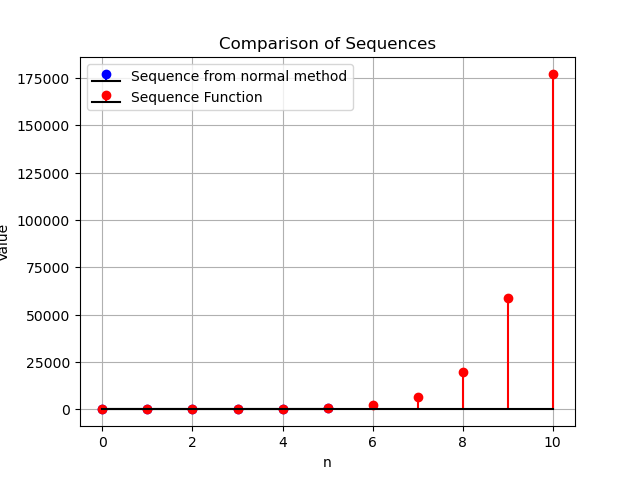 Comparison of Sequences
Sequence from normal method
Sequence Function
175000
150000
125000
100000
75000
50000
25000
0
Value
0 2 4 6 8 10
n